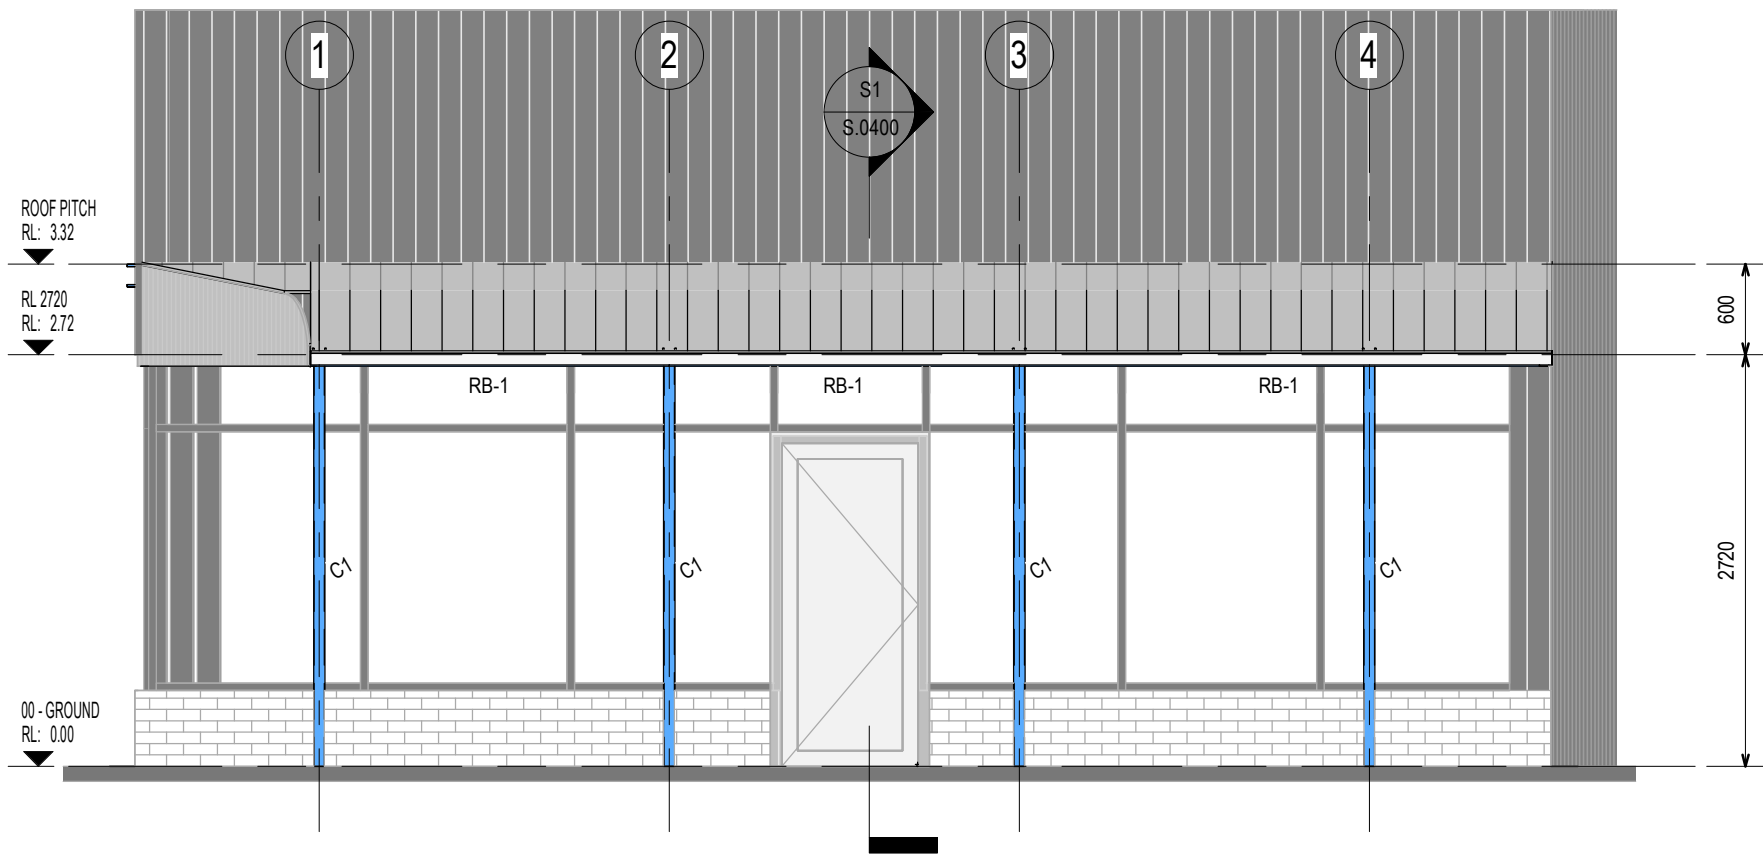 1
2
3
4
S1
S.0400
ROOF PITCH
RL: 3.32
RL 2720
RL: 2.72
600
RB-1
RB-1
RB-1
C1
C1
C1
C1
2720
00 - GROUND
RL: 0.00